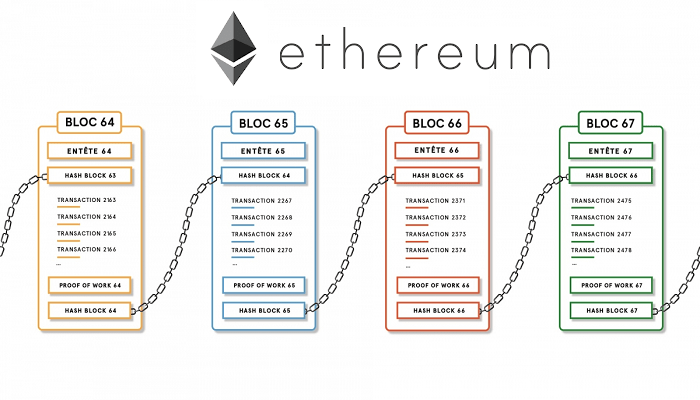 ethereum
BLOC 64
ENTÊTE 64
HASH BLOCK 63
TRANSACTION 2163
TRANSACTION 2164
TRANSACTION 2165
TRANSACTION 2166
...
PROOF OF WORK 64
HASH BLOCK 64
BLOC 65
ENTÊTE 65
HASH BLOCK 64
TRANSACTION 2267
TRANSACTION 2268
TRANSACTION 2269
TRANSACTION 2270
...
PROOF OF WORK 65
HASH BLOCK 65
BLOC 66
ENTÊTE 66
HASH BLOCK 65
TRANSACTION 2371
TRANSACTION 2372
TRANSACTION 2373
TRANSACTION 2374
...
PROOF OF WORK 66
HASH BLOCK 66
BLOC 67
ENTÊTE 67
HASH BLOCK 66
TRANSACTION 2475
TRANSACTION 2476
TRANSACTION 2477
TRANSACTION 2478
...
PROOF OF WORK 67
HASH BLOCK 67